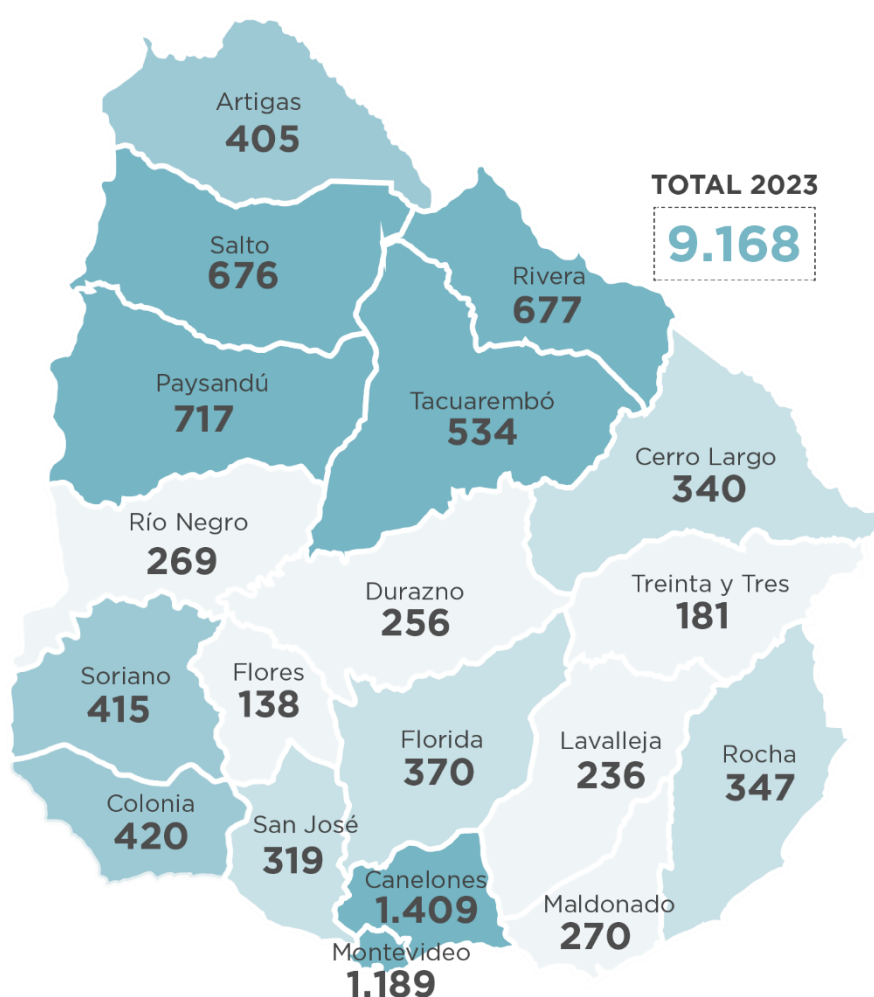 Artigas
405
TOTAL 2023
9.168
Salto
676
Rivera
677
Paysandú
717
Tacuarembó
534
Cerro Largo
340
Río Negro
269
Durazno
256
Treinta y Tres
181
Soriano
415
Flores
138
Florida
370
Lavalleja
236
Rocha
347
Colonia
420
San José
319
Canelones
1.409
Maldonado
270
Montevideo
1.189